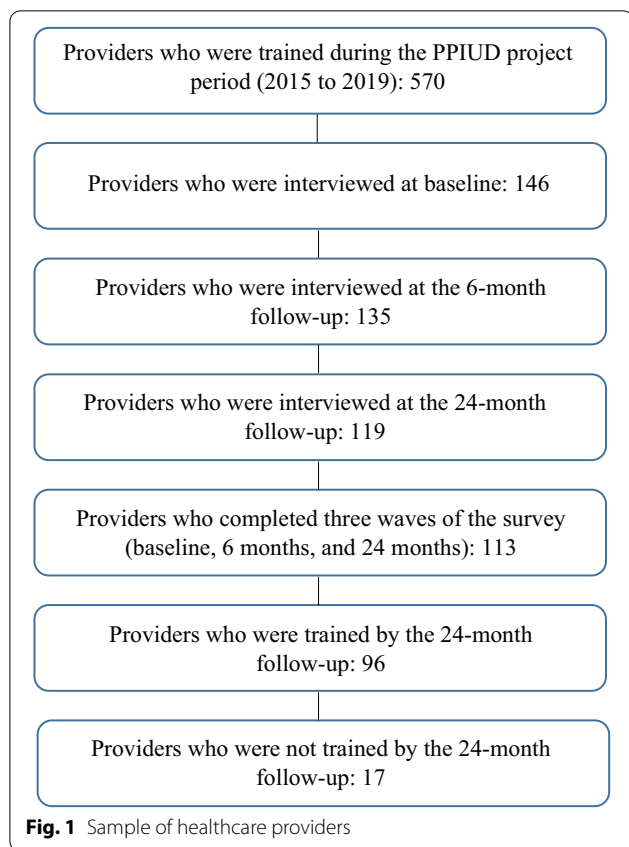 Providers who were trained during the PPIUD project
period (2015 to 2019): 570
Providers who were interviewed at baseline: 146
Providers who were interviewed at the 6-month
follow-up: 135
Providers who were interviewed at the 24-month
follow-up: 119
Providers who completed three waves of the survey
(baseline, 6 months, and 24 months): 113
Providers who were trained by the 24-month
follow-up: 96
Providers who were not trained by the 24-month
follow-up: 17
Fig. 1 Sample of healthcare providers